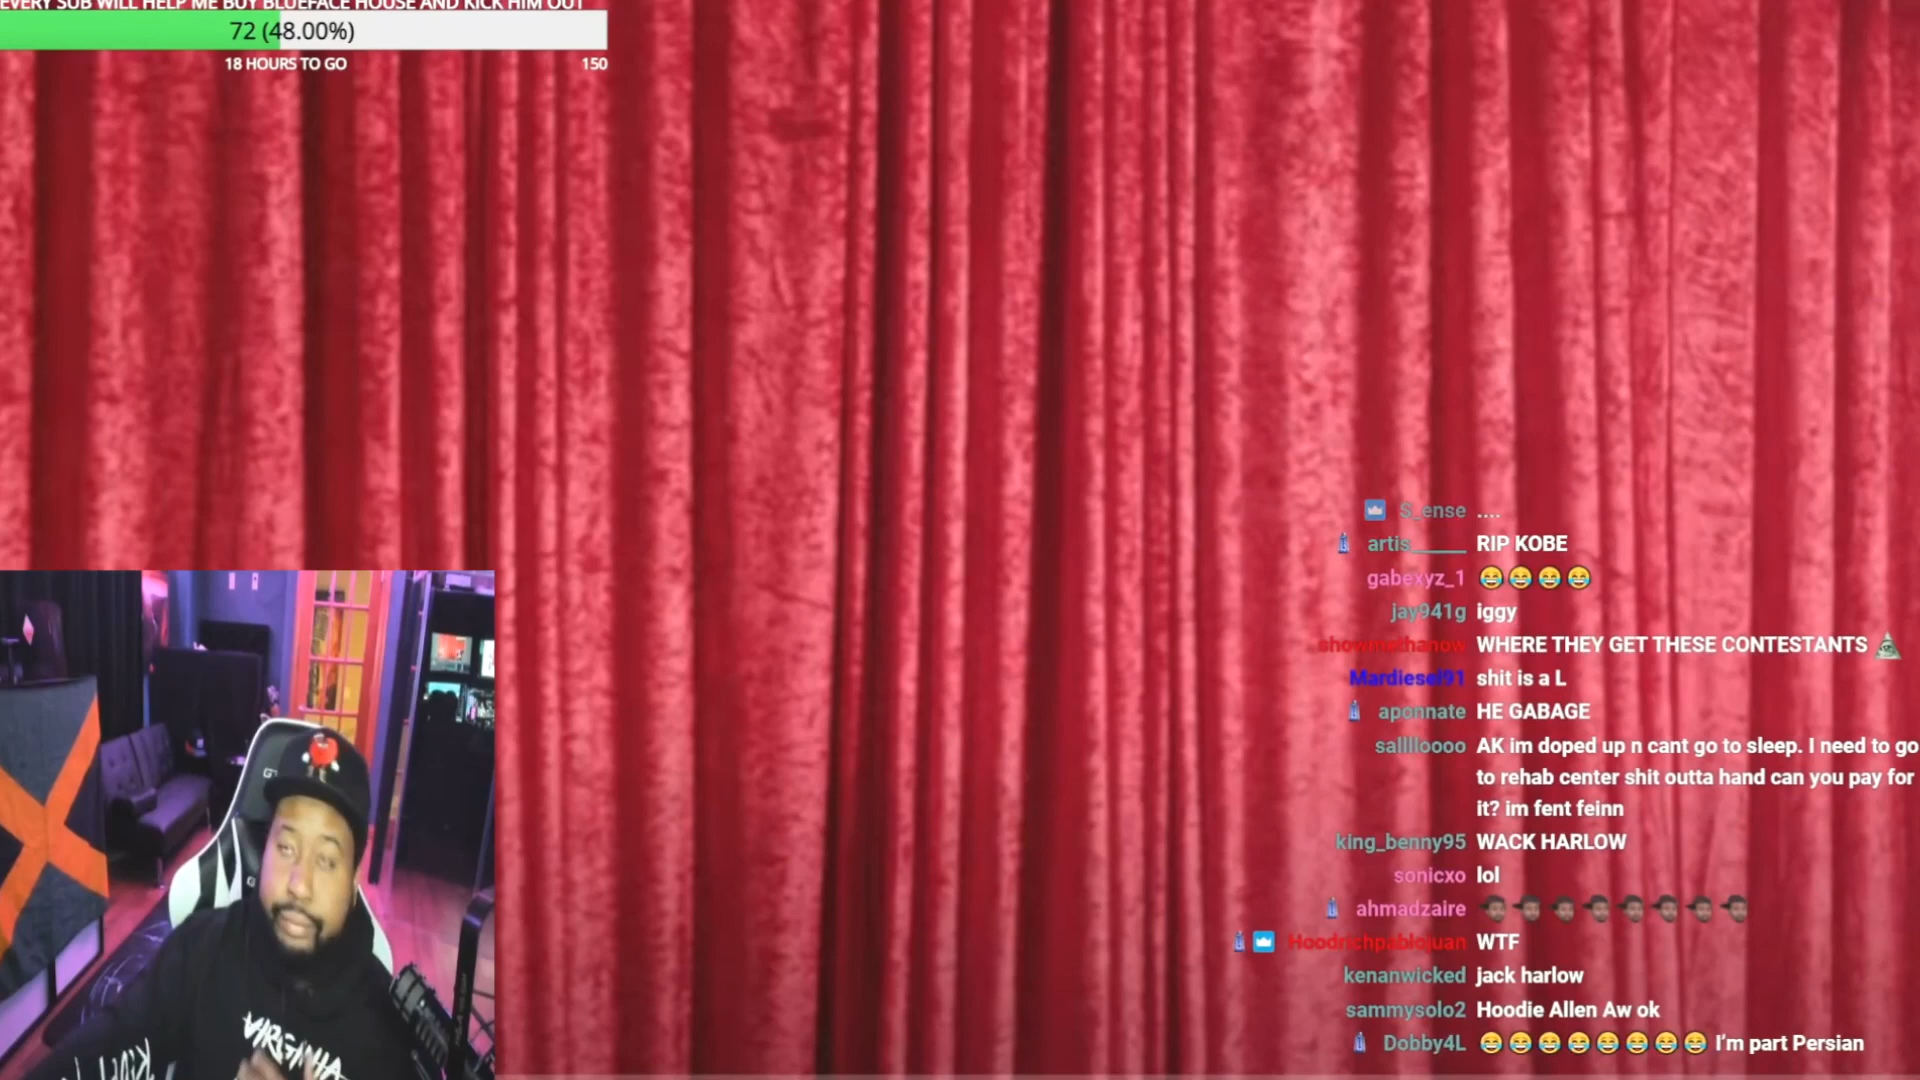 EVERY SUB WILL HELP ME BUY BLUEFACE HOUSE AND KICK HIM OUT
72 (48.00%)
18 HOURS TO GO 150
S_ense ....
artis______ RIP KOBE
gabexyz_1 😂😂😂😂
jay941g iggy
showmethanow WHERE THEY GET THESE CONTESTANTS
Mardiesel91 shit is a L
aponnate HE GABAGE
salllloooo AK im doped up n cant go to sleep. I need to go
to rehab center shit outta hand can you pay for
it? im fent feinn
king_benny95 WACK HARLOW
sonicxo lol
ahmadzaire
Hoodrichpablojuan WTF
kenanwicked jack harlow
sammysolo2 Hoodie Allen Aw ok
Dobby4L 😂😂😂😂😂😂😂😂 I'm part Persian
VIRGINIA